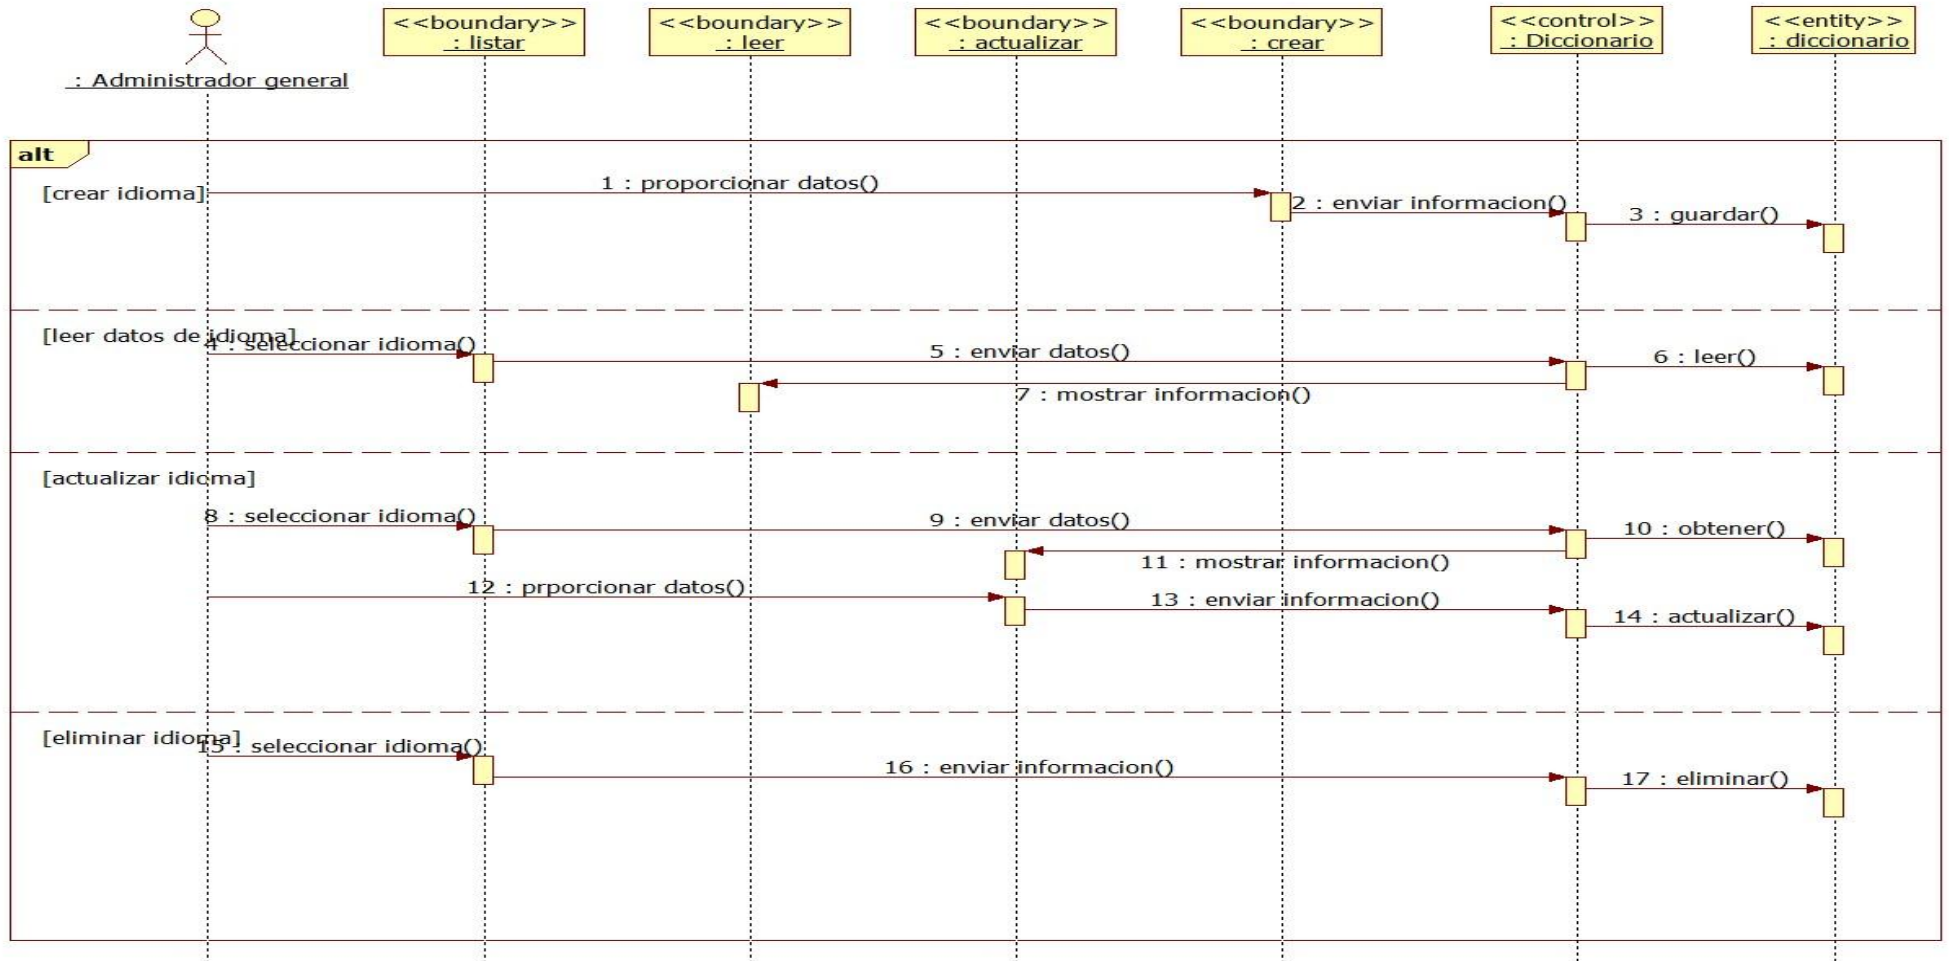 <<boundary>>
: listar
<<boundary>>
: leer
<<boundary>>
: actualizar
<<boundary>>
: crear
<<control>>
: Diccionario
<<entity>>
: diccionario
: Administrador general
alt
[crear idioma]
1 : proporcionar datos()
2 : enviar informacion()
3 : guardar()
[leer datos de idioma]
4 : seleccionar idioma()
5 : enviar datos()
6 : leer()
7 : mostrar informacion()
[actualizar idioma]
8 : seleccionar idioma()
9 : enviar datos()
10 : obtener()
11 : mostrar informacion()
12 : prporcionar datos()
13 : enviar informacion()
14 : actualizar()
[eliminar idioma]
15 : seleccionar idioma()
16 : enviar informacion()
17 : eliminar()